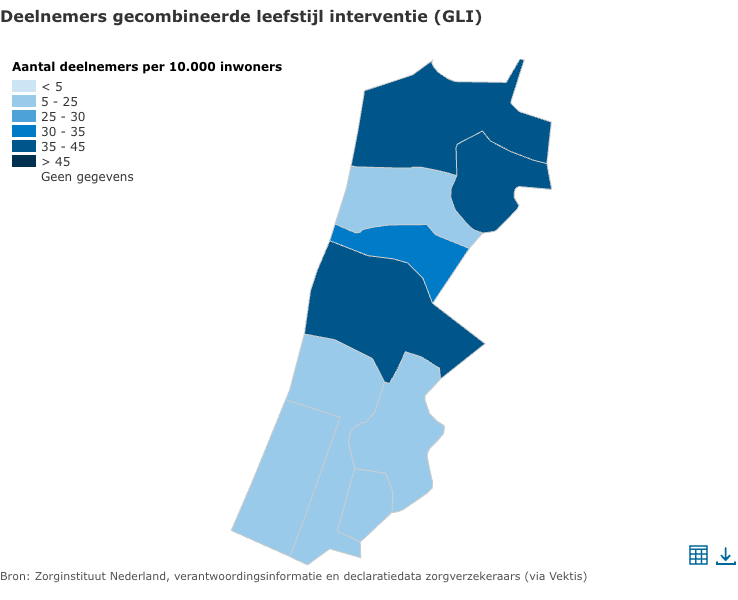 Deelnemers gecombineerde leefstijl interventie (GLI)
Aantal deelnemers per 10.000 inwoners
< 5
5 - 25
25 - 30
30 - 35
35 - 45
> 45
Geen gegevens
Bron: Zorginstituut Nederland, verantwoordingsinformatie en declaratiedata zorgverzekeraars (via Vektis)